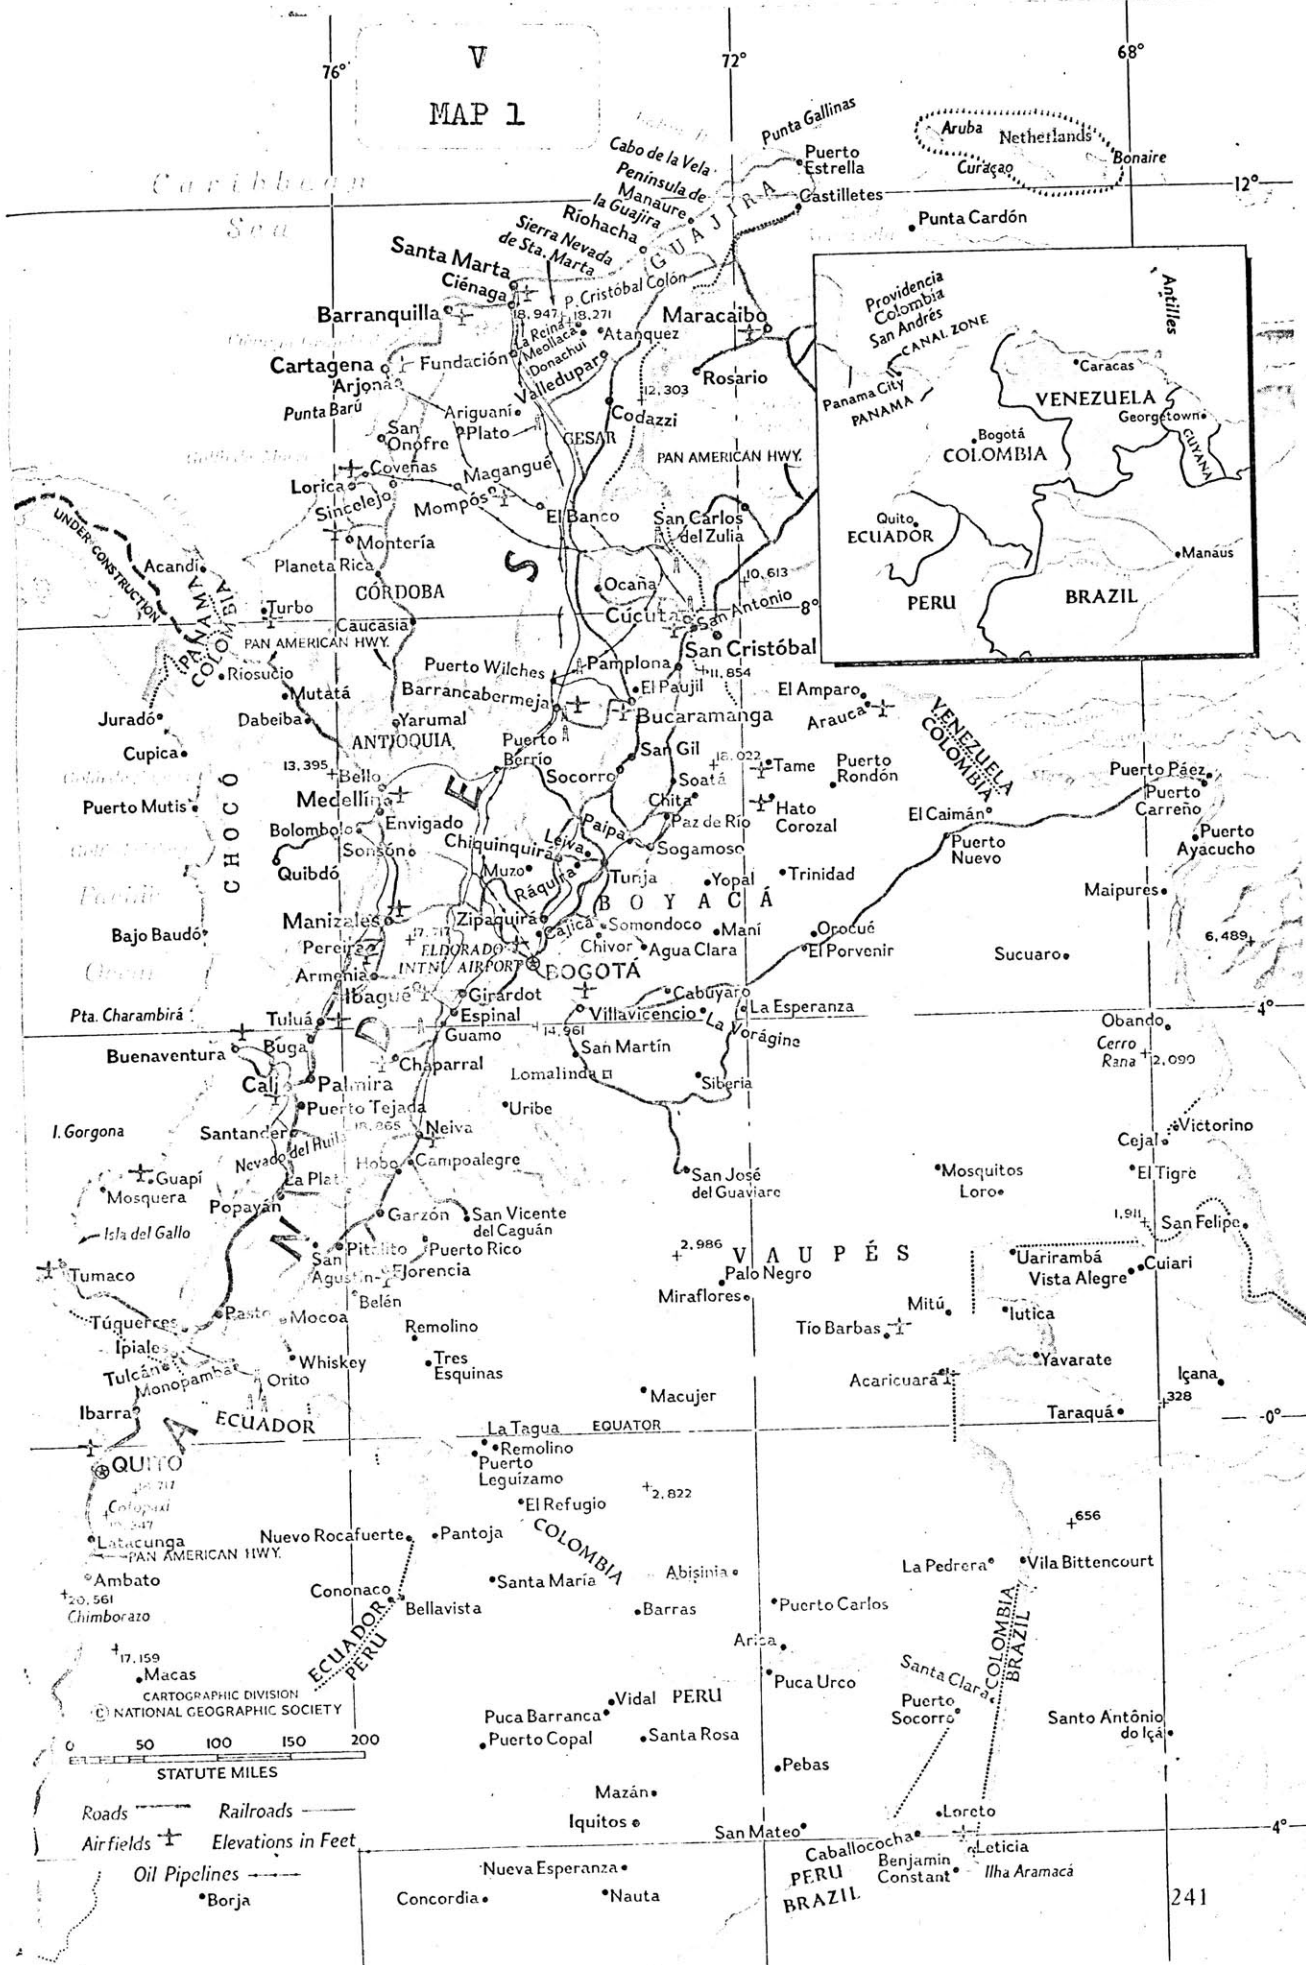 V
MAP 1
76°
72°
68°
Caribbean
Sea
Punta Gallinas
Aruba
Netherlands
Bonaire
Curaçao
Cabo de la Vela
Puerto
Estrella
Península de
la Guajira
Manaure
12°
Castilletes
GUAJIRA
Ríohacha
Punta Cardón
Sierra Nevada
de Sta. Marta
Santa Marta
Ciénaga
P. Cristóbal Colón
Barranquilla
18,947
18,271
Maracaibo
La Reina
Meollaca
Donachui
Atanquez
Cartagena
Fundación
Arjona
Valledupar
Rosario
12,303
Punta Barú
Ariguaní
Codazzi
Plato
San
Onofre
CESAR
PAN AMERICAN HWY.
Coveñas
Magangué
Lorica
Sincelejo
Mompós
El Banco
San Carlos
del Zulia
UNDER CONSTRUCTION
Montería
Acandí
Planeta Rica
CÓRDOBA
Ocaña
10,613
PANAMA
COLOMBIA
Turbo
Cucuta
San Antonio
8°
Caucasia
PAN AMERICAN HWY.
San Cristóbal
Riosucio
Puerto Wilches
Pamplona
11,854
Mutatá
Barrancabermeja
El Paujil
El Amparo
Arauca
VENEZUELA
COLOMBIA
Juradó
Dabeiba
Yarumal
Bucaramanga
ANTIOQUIA
Puerto
Berrío
Cupica
San Gil
13,395
Bello
Socorro
18,022
Tame
Puerto
Rondón
Puerto Páez
Soatá
Puerto
Carreño
CHOCÓ
Puerto Mutis
Medellín
Chita
Hato
Corozal
El Caimán
Bolombolo
Envigado
Paipa
Paz de Río
Puerto
Nuevo
Puerto
Ayacucho
Sonsón
Chiquinquirá
Leiva
Sogamoso
Quibdó
Muzo
Ráquira
Tunja
Yopal
Trinidad
Maipures
BOYACÁ
Pacific
Ocean
Manizales
Zipaquirá
Cajicá
Somondoco
Maní
Orocué
Bajo Baudó
Pereira
17,717
ELDORADO
INTNL AIRPORT
Chivor
Agua Clara
El Porvenir
6,489
Sucuaro
Armenia
BOGOTÁ
Ibagué
Girardot
Cabuyaro
La Esperanza
Pta. Charambirá
4°
Tuluá
Espinal
Villavicencio
La Vorágine
Obando
Guamo
14,961
Buenaventura
Buga
San Martín
Cerro
Rana
2,090
Chaparral
Lomalinda
Cali
Palmira
Siberia
Puerto Tejada
Uribe
I. Gorgona
Santander
18,865
Neiva
Victorino
Nevado del Huila
Cejal
Hobo
Campoalegre
Mosquitos
El Tigre
Guapí
La Plata
San José
del Guaviare
Loro
Mosquera
Popayán
Isla del Gallo
Garzón
San Vicente
del Caguán
1,911
San Felipe
ANDES
San
Agustín
Pitalito
Puerto Rico
2,986
VAUPÉS
Uarirambá
Cuiari
Tumaco
Florencia
Palo Negro
Vista Alegre
Belén
Miraflores
Mitú
Iutica
Pasto
Mocoa
Túquerres
Remolino
Tío Barbas
Ipiales
Tulcán
Monopamba
Whiskey
Tres
Esquinas
Yavarate
Orito
Acaricuará
Içana
Macujer
328
Ibarra
ECUADOR
Taraquá
0°
La Tagua
EQUATOR
QUITO
Remolino
Puerto
Leguízamo
2,822
Cotopaxi
El Refugio
656
Latacunga
PAN AMERICAN HWY.
Nuevo Rocafuerte
Pantoja
COLOMBIA
La Pedrera
Vila Bittencourt
Ambato
Abisinia
20,561
Chimborazo
Cononaco
Santa María
Bellavista
Barras
Puerto Carlos
COLOMBIA
BRAZIL
ECUADOR
PERU
Arica
17,159
Macas
Santa Clara
Puca Urco
CARTOGRAPHIC DIVISION
© NATIONAL GEOGRAPHIC SOCIETY
Vidal
PERU
Puerto
Socorro
Puca Barranca
Santo Antônio
do Içá
Puerto Copal
Santa Rosa
0 50 100 150 200
STATUTE MILES
Pebas
Mazán
Roads
Railroads
Iquitos
Loreto
Airfields
Elevations in Feet
San Mateo
4°
Caballococha
Leticia
Oil Pipelines
Nueva Esperanza
PERU
BRAZIL
Benjamin
Constant
Ilha Aramacá
Borja
Concordia
Nauta
241
Providencia
Colombia
San Andrés
Antilles
CANAL ZONE
Caracas
Panama City
PANAMA
VENEZUELA
Georgetown
GUYANA
Bogotá
COLOMBIA
Quito
ECUADOR
Manaus
PERU
BRAZIL